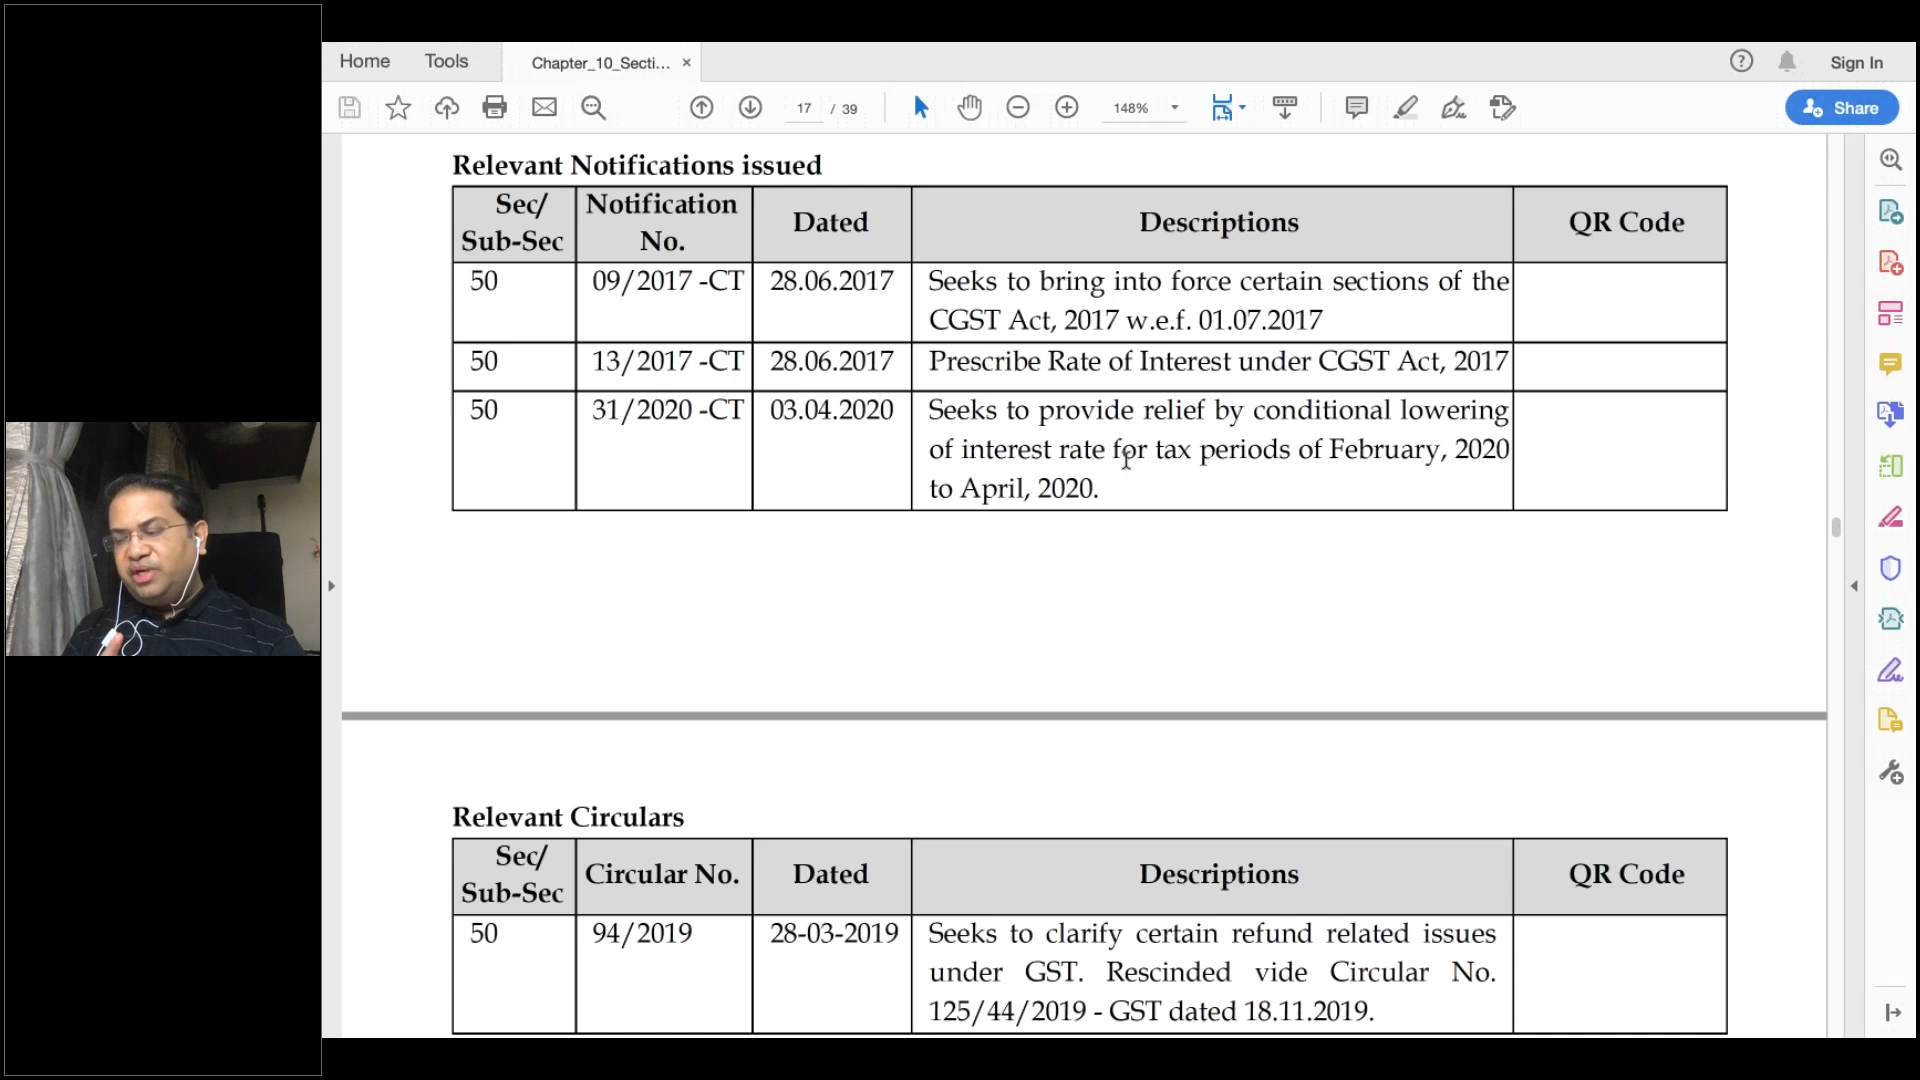 Home
Tools
Chapter_10_Secti... ×
Sign In
17 / 39
148%
Share
Relevant Notifications issued
Sec/
Sub-Sec
Notification
No.
Dated
Descriptions
QR Code
50
09/2017 -CT
28.06.2017
Seeks to bring into force certain sections of the
CGST Act, 2017 w.e.f. 01.07.2017
50
13/2017 -CT
28.06.2017
Prescribe Rate of Interest under CGST Act, 2017
50
31/2020 -CT
03.04.2020
Seeks to provide relief by conditional lowering
of interest rate for tax periods of February, 2020
to April, 2020.
Relevant Circulars
Sec/
Sub-Sec
Circular No.
Dated
Descriptions
QR Code
50
94/2019
28-03-2019
Seeks to clarify certain refund related issues
under GST. Rescinded vide Circular No.
125/44/2019 - GST dated 18.11.2019.